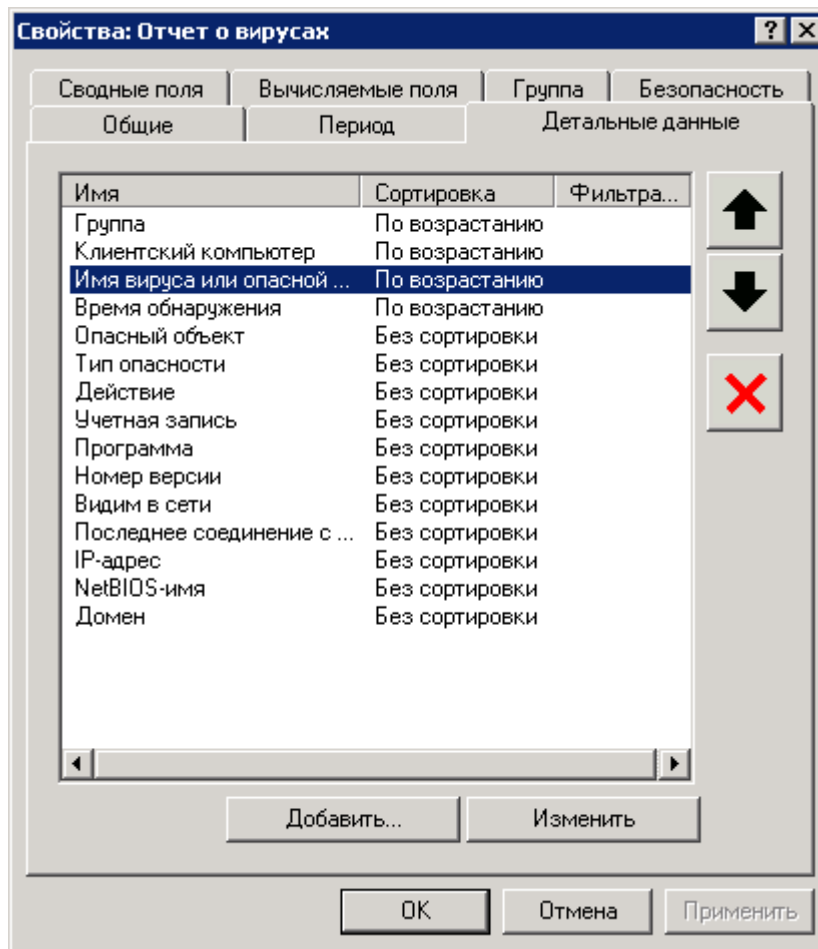 Свойства: Отчет о вирусах
Сводные поля Вычисляемые поля Группа Безопасность
Общие Период Детальные данные
Имя Сортировка Фильтра...
Группа По возрастанию
Клиентский компьютер По возрастанию
Имя вируса или опасной ... По возрастанию
Время обнаружения По возрастанию
Опасный объект Без сортировки
Тип опасности Без сортировки
Действие Без сортировки
Учетная запись Без сортировки
Программа Без сортировки
Номер версии Без сортировки
Видим в сети Без сортировки
Последнее соединение с ... Без сортировки
IP-адрес Без сортировки
NetBIOS-имя Без сортировки
Домен Без сортировки
Добавить... Изменить
OK Отмена Применить